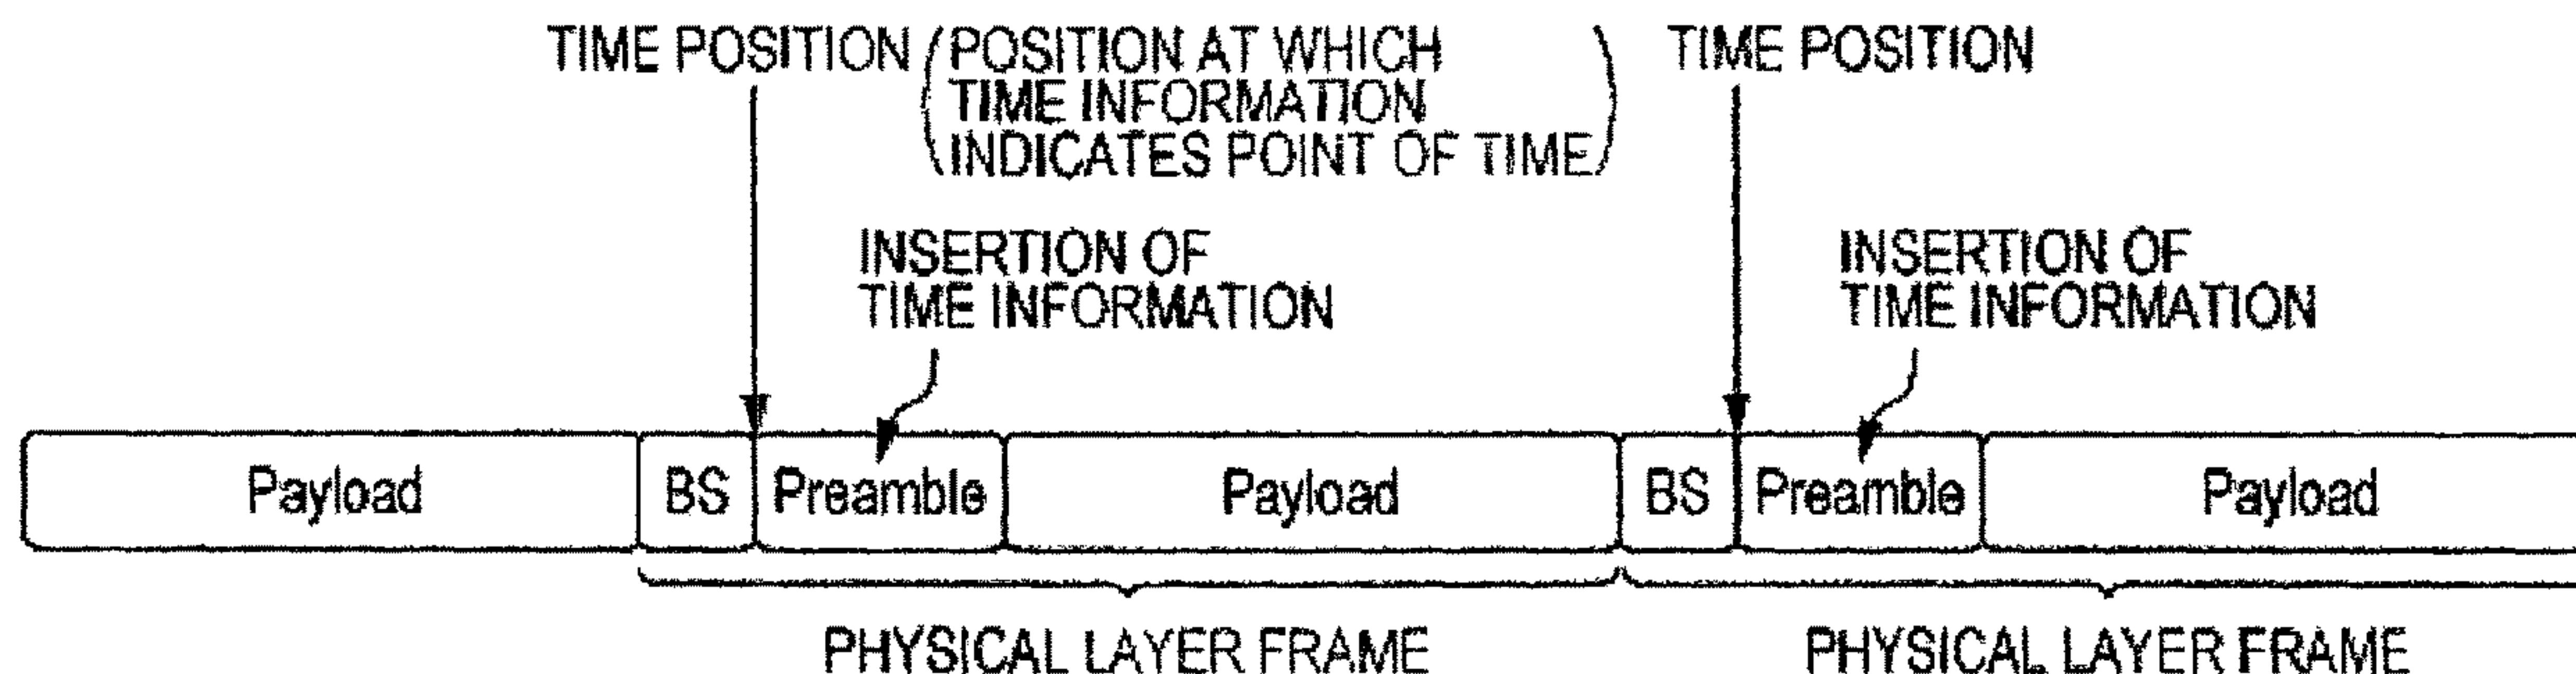 TIME POSITION
POSITION AT WHICH
TIME INFORMATION
INDICATES POINT OF TIME
TIME POSITION
INSERTION OF
TIME INFORMATION
INSERTION OF
TIME INFORMATION
Payload
BS
Preamble
Payload
BS
Preamble
Payload
PHYSICAL LAYER FRAME
PHYSICAL LAYER FRAME